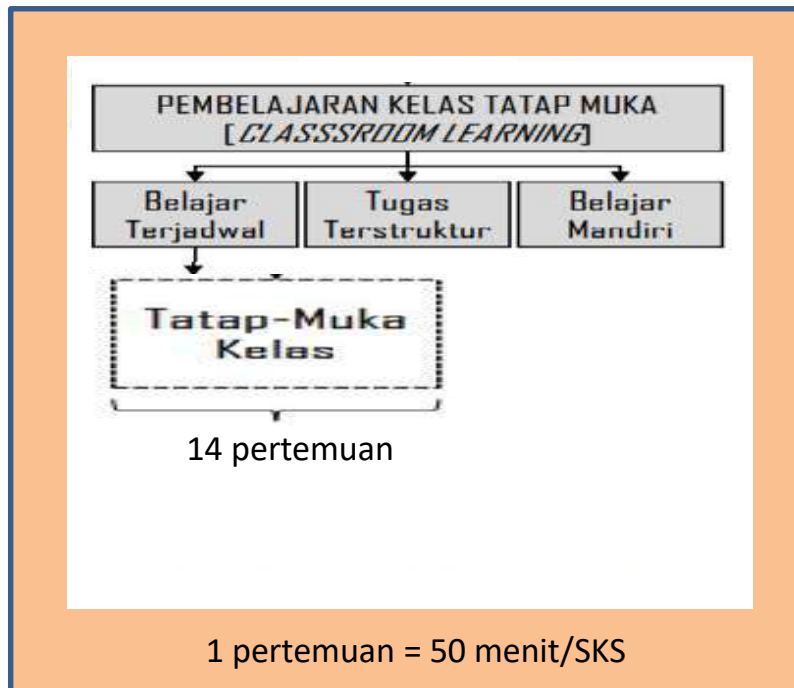 PEMBELAJARAN KELAS TATAP MUKA
[CLASSSROOM LEARNING]
Belajar
Terjadwal
Tugas
Terstruktur
Belajar
Mandiri
Tatap-Muka
Kelas
14 pertemuan
1 pertemuan = 50 menit/SKS